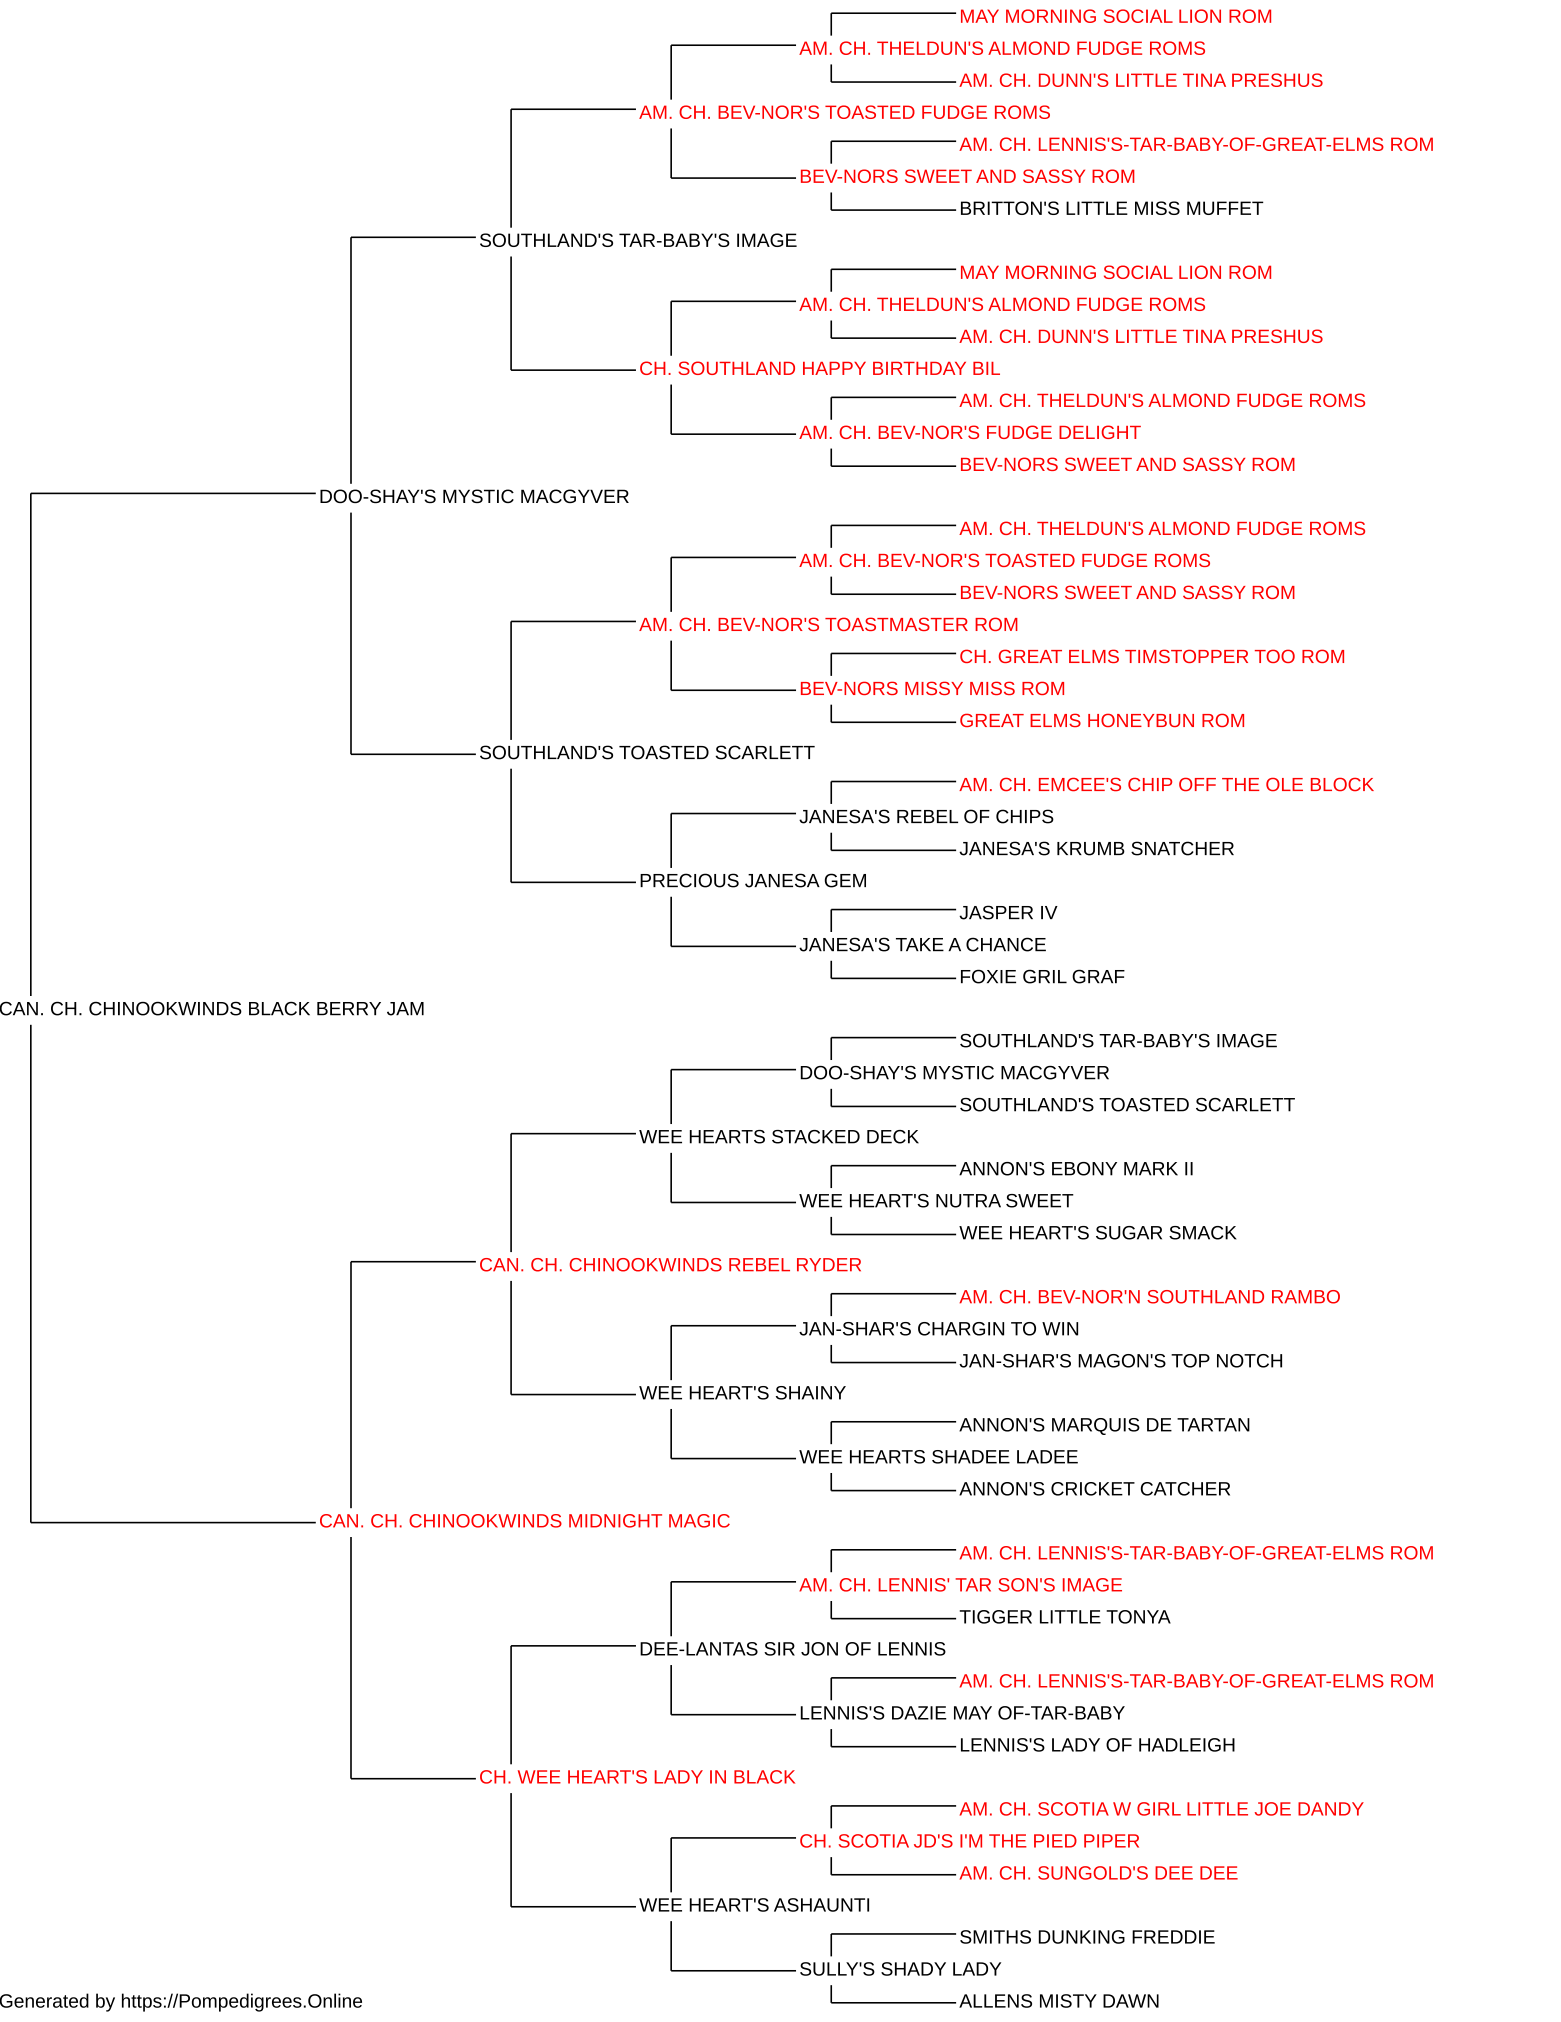 MAY MORNING SOCIAL LION ROM
AM. CH. THELDUN'S ALMOND FUDGE ROMS
AM. CH. DUNN'S LITTLE TINA PRESHUS
AM. CH. BEV-NOR'S TOASTED FUDGE ROMS
AM. CH. LENNIS'S-TAR-BABY-OF-GREAT-ELMS ROM
BEV-NORS SWEET AND SASSY ROM
BRITTON'S LITTLE MISS MUFFET
SOUTHLAND'S TAR-BABY'S IMAGE
MAY MORNING SOCIAL LION ROM
AM. CH. THELDUN'S ALMOND FUDGE ROMS
AM. CH. DUNN'S LITTLE TINA PRESHUS
CH. SOUTHLAND HAPPY BIRTHDAY BIL
AM. CH. THELDUN'S ALMOND FUDGE ROMS
AM. CH. BEV-NOR'S FUDGE DELIGHT
BEV-NORS SWEET AND SASSY ROM
DOO-SHAY'S MYSTIC MACGYVER
AM. CH. THELDUN'S ALMOND FUDGE ROMS
AM. CH. BEV-NOR'S TOASTED FUDGE ROMS
BEV-NORS SWEET AND SASSY ROM
AM. CH. BEV-NOR'S TOASTMASTER ROM
CH. GREAT ELMS TIMSTOPPER TOO ROM
BEV-NORS MISSY MISS ROM
GREAT ELMS HONEYBUN ROM
SOUTHLAND'S TOASTED SCARLETT
AM. CH. EMCEE'S CHIP OFF THE OLE BLOCK
JANESA'S REBEL OF CHIPS
JANESA'S KRUMB SNATCHER
PRECIOUS JANESA GEM
JASPER IV
JANESA'S TAKE A CHANCE
FOXIE GRIL GRAF
CAN. CH. CHINOOKWINDS BLACK BERRY JAM
SOUTHLAND'S TAR-BABY'S IMAGE
DOO-SHAY'S MYSTIC MACGYVER
SOUTHLAND'S TOASTED SCARLETT
WEE HEARTS STACKED DECK
ANNON'S EBONY MARK II
WEE HEART'S NUTRA SWEET
WEE HEART'S SUGAR SMACK
CAN. CH. CHINOOKWINDS REBEL RYDER
AM. CH. BEV-NOR'N SOUTHLAND RAMBO
JAN-SHAR'S CHARGIN TO WIN
JAN-SHAR'S MAGON'S TOP NOTCH
WEE HEART'S SHAINY
ANNON'S MARQUIS DE TARTAN
WEE HEARTS SHADEE LADEE
ANNON'S CRICKET CATCHER
CAN. CH. CHINOOKWINDS MIDNIGHT MAGIC
AM. CH. LENNIS'S-TAR-BABY-OF-GREAT-ELMS ROM
AM. CH. LENNIS' TAR SON'S IMAGE
TIGGER LITTLE TONYA
DEE-LANTAS SIR JON OF LENNIS
AM. CH. LENNIS'S-TAR-BABY-OF-GREAT-ELMS ROM
LENNIS'S DAZIE MAY OF-TAR-BABY
LENNIS'S LADY OF HADLEIGH
CH. WEE HEART'S LADY IN BLACK
AM. CH. SCOTIA W GIRL LITTLE JOE DANDY
CH. SCOTIA JD'S I'M THE PIED PIPER
AM. CH. SUNGOLD'S DEE DEE
WEE HEART'S ASHAUNTI
SMITHS DUNKING FREDDIE
SULLY'S SHADY LADY
ALLENS MISTY DAWN
Generated by https://Pompedigrees.Online